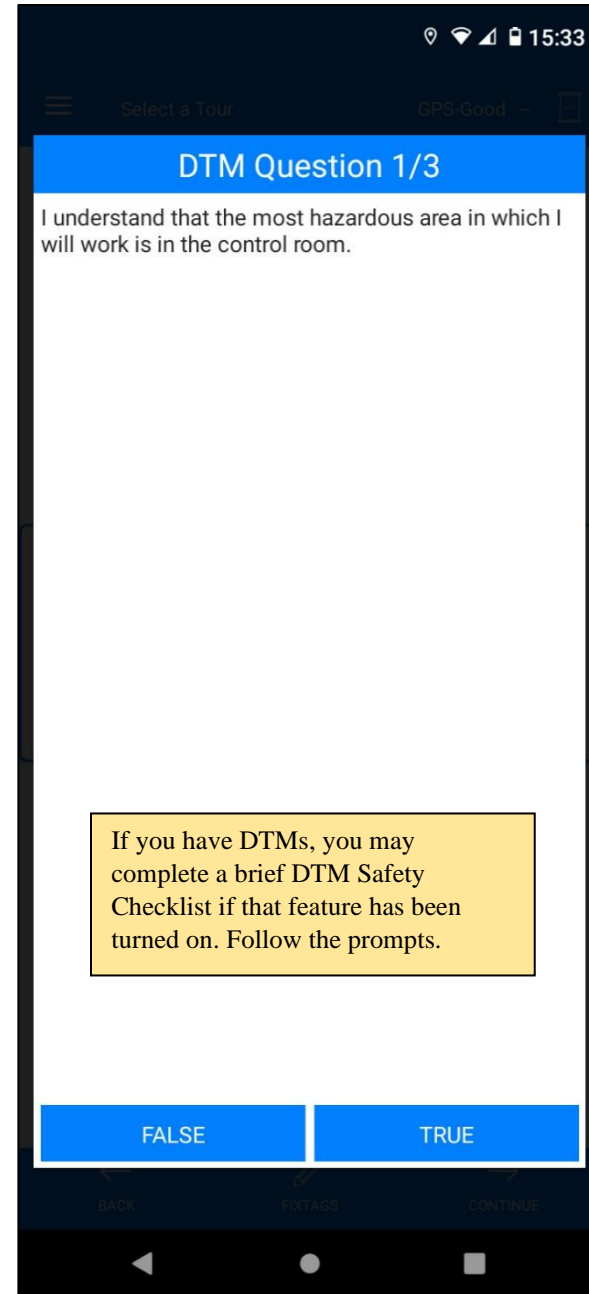 15:33
Select a Tour GPS-Good –
DTM Question 1/3
I understand that the most hazardous area in which I
will work is in the control room.
If you have DTMs, you may
complete a brief DTM Safety
Checklist if that feature has been
turned on. Follow the prompts.
FALSE TRUE
BACK FIXTAGS CONTINUE